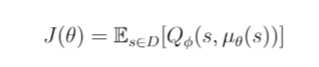 J(θ) = 𝔼_{s∈D}[Q_ϕ(s, μ_θ(s))]